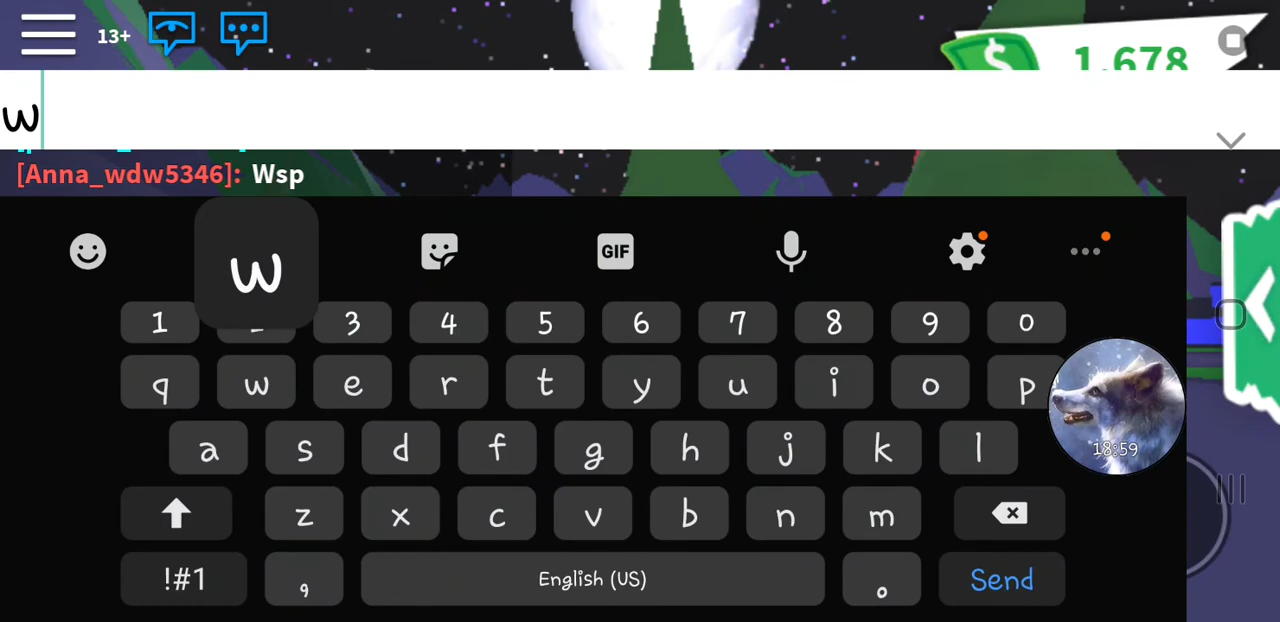 13+
1,678
w
[Anna_wdw5346]: Wsp
w
GIF
1 3 4 5 6 7 8 9 0
q w e r t y u i o p
a s d f g h j k l
18:59
z x c v b n m
!#1 , English (US) . Send